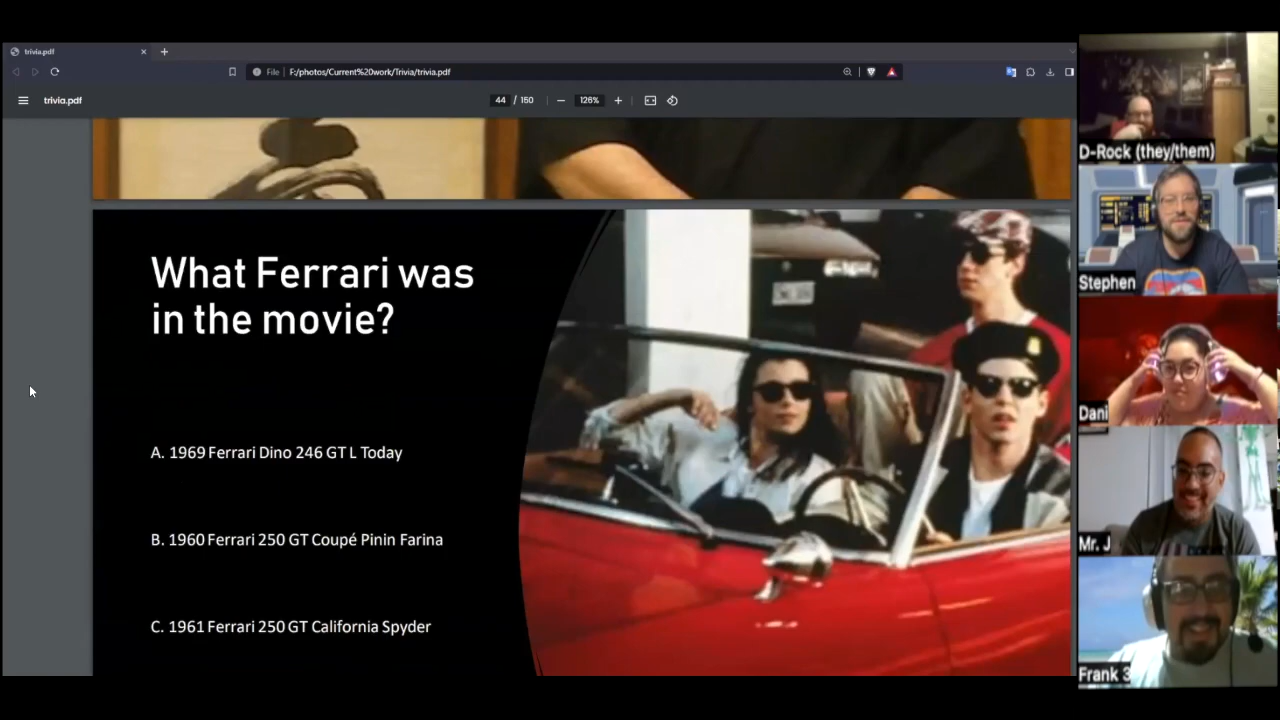 trivia.pdf
File
F:/photos/Current%20work/Trivia/trivia.pdf
trivia.pdf
44 / 150
126%
What Ferrari was
in the movie?
A. 1969 Ferrari Dino 246 GT L Today
B. 1960 Ferrari 250 GT Coupé Pinin Farina
C. 1961 Ferrari 250 GT California Spyder
D-Rock (they/them)
Stephen
Dani
Mr. J
Frank 3